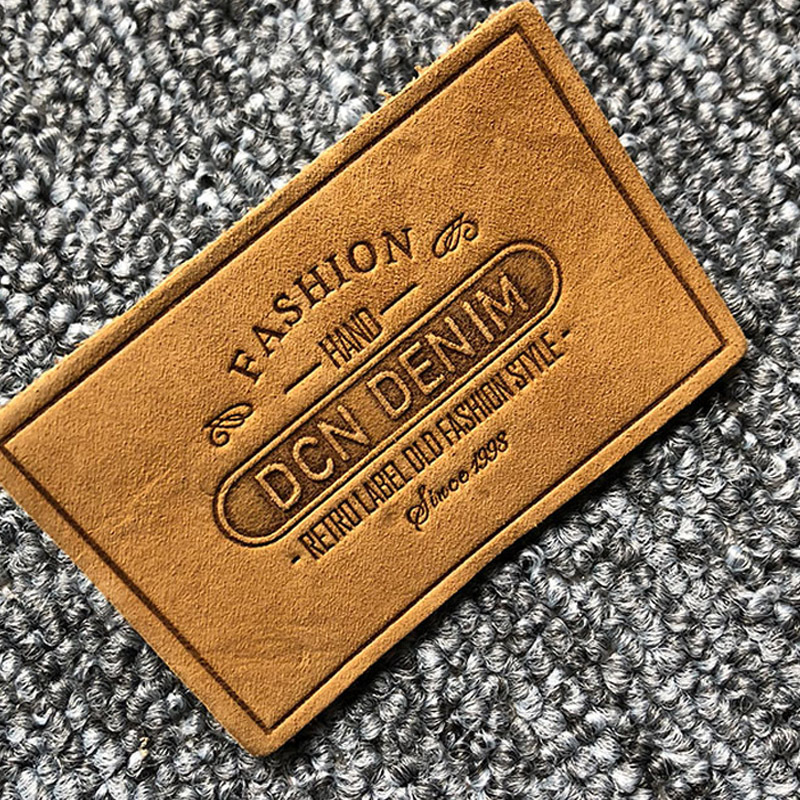 FASHION
HAND
DCN DENIM
- RETRO LABEL OLD FASHION STYLE -
Since 1998